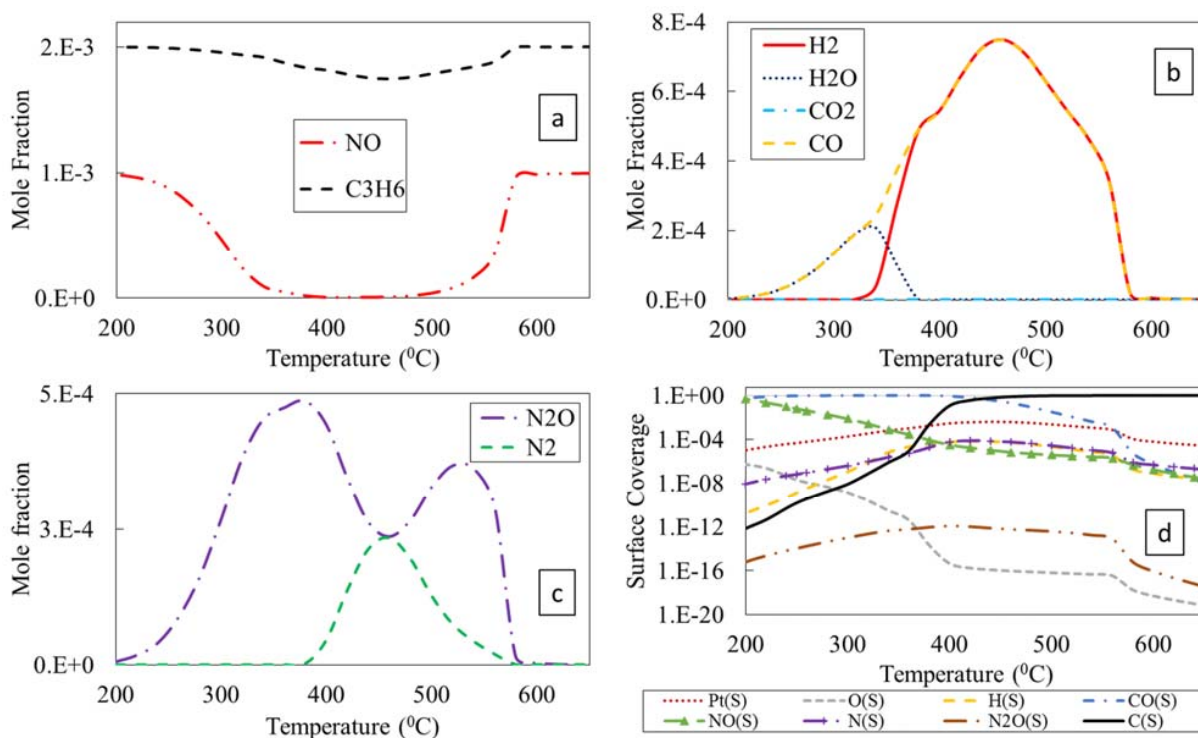 2.E-3
1.E-3
0.E+0
Mole Fraction
NO
C3H6
a
200 300 400 500 600
Temperature (⁰C)
8.E-4
6.E-4
4.E-4
2.E-4
0.E+0
Mole Fraction
H2
H2O
CO2
CO
b
200 300 400 500 600
Temperature (⁰C)
5.E-4
3.E-4
0.E+0
Mole fraction
N2O
N2
c
200 300 400 500 600
Temperature (⁰C)
1.E+00
1.E-04
1.E-08
1.E-12
1.E-16
1.E-20
Surface Coverage
d
200 300 400 500 600
Temperature (⁰C)
Pt(S) O(S) H(S) CO(S)
NO(S) N(S) N2O(S) C(S)